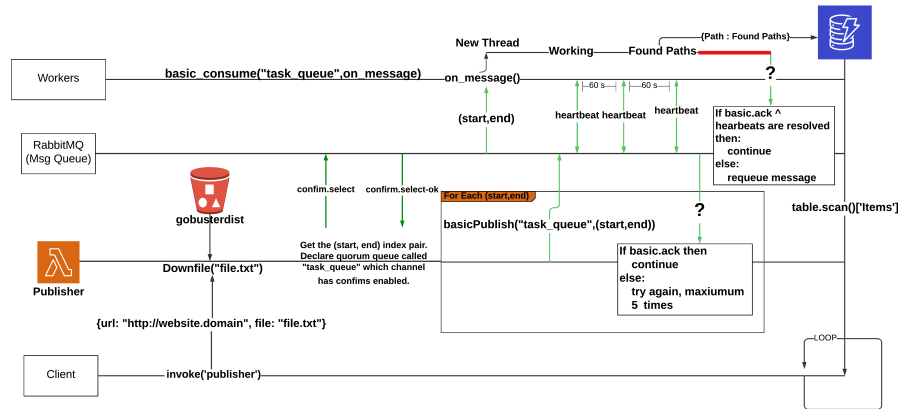 {Path : Found Paths}
New Thread
Working
Found Paths
Workers
basic_consume("task_queue",on_message)
on_message()
?
60 s
60 s
(start,end)
heartbeat
heartbeat
heartbeat
If basic.ack ^
hearbeats are resolved
then:
continue
else:
requeue message
RabbitMQ
(Msg Queue)
confirm.select
confirm.select-ok
For Each (start,end)
gobusterdist
basicPublish("task_queue",(start,end))
?
table.scan()['Items']
Get the (start, end) index pair.
Declare quorum queue called
"task_queue" which channel
has confims enabled.
If basic.ack then
continue
else:
try again, maxiumum
5 times
Downfile("file.txt")
Publisher
{url: "http://website.domain", file: "file.txt"}
LOOP
Client
invoke('publisher')